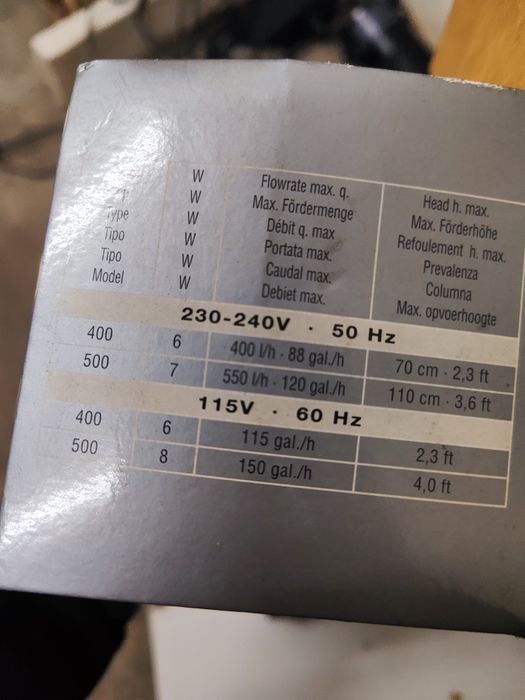 W Flowrate max. q. Head h. max.
W Max. Fördermenge Max. Förderhöhe
Type W Débit q. max Refoulement h. max.
Tipo W Portata max. Prevalenza
Tipo W Caudal max. Columna
Model W Debiet max. Max. opvoerhoogte
230-240V · 50 Hz
400 6 400 l/h · 88 gal./h 70 cm · 2,3 ft
500 7 550 l/h · 120 gal./h 110 cm · 3,6 ft
115V · 60 Hz
400 6 115 gal./h 2,3 ft
500 8 150 gal./h 4,0 ft